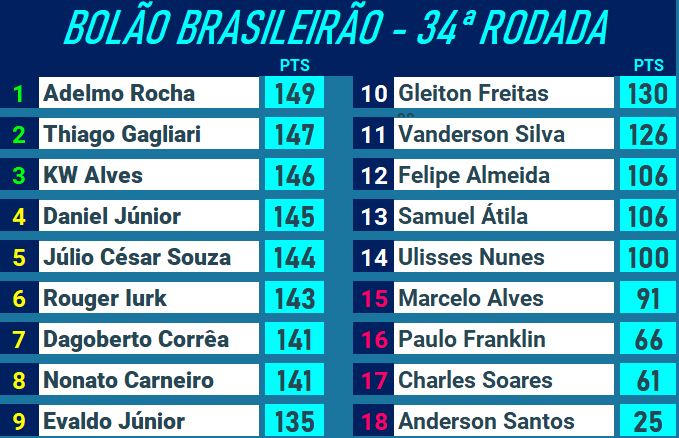 BOLÃO BRASILEIRÃO - 34ª RODADA
PTS
1 Adelmo Rocha 149
2 Thiago Gagliari 147
3 KW Alves 146
4 Daniel Júnior 145
5 Júlio César Souza 144
6 Rouger Iurk 143
7 Dagoberto Corrêa 141
8 Nonato Carneiro 141
9 Evaldo Júnior 135
PTS
10 Gleiton Freitas 130
11 Vanderson Silva 126
12 Felipe Almeida 106
13 Samuel Átila 106
14 Ulisses Nunes 100
15 Marcelo Alves 91
16 Paulo Franklin 66
17 Charles Soares 61
18 Anderson Santos 25